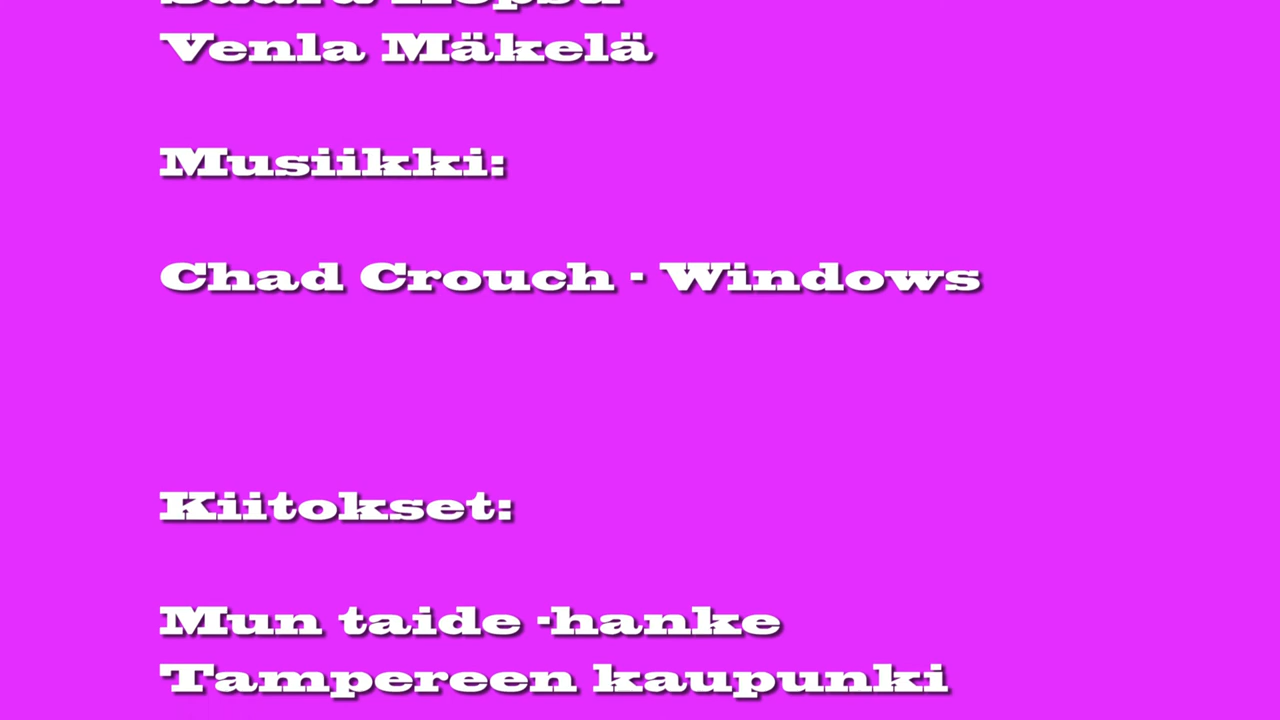 Venla Mäkelä
Musiikki:
Chad Crouch - Windows
Kiitokset:
Mun taide -hanke
Tampereen kaupunki